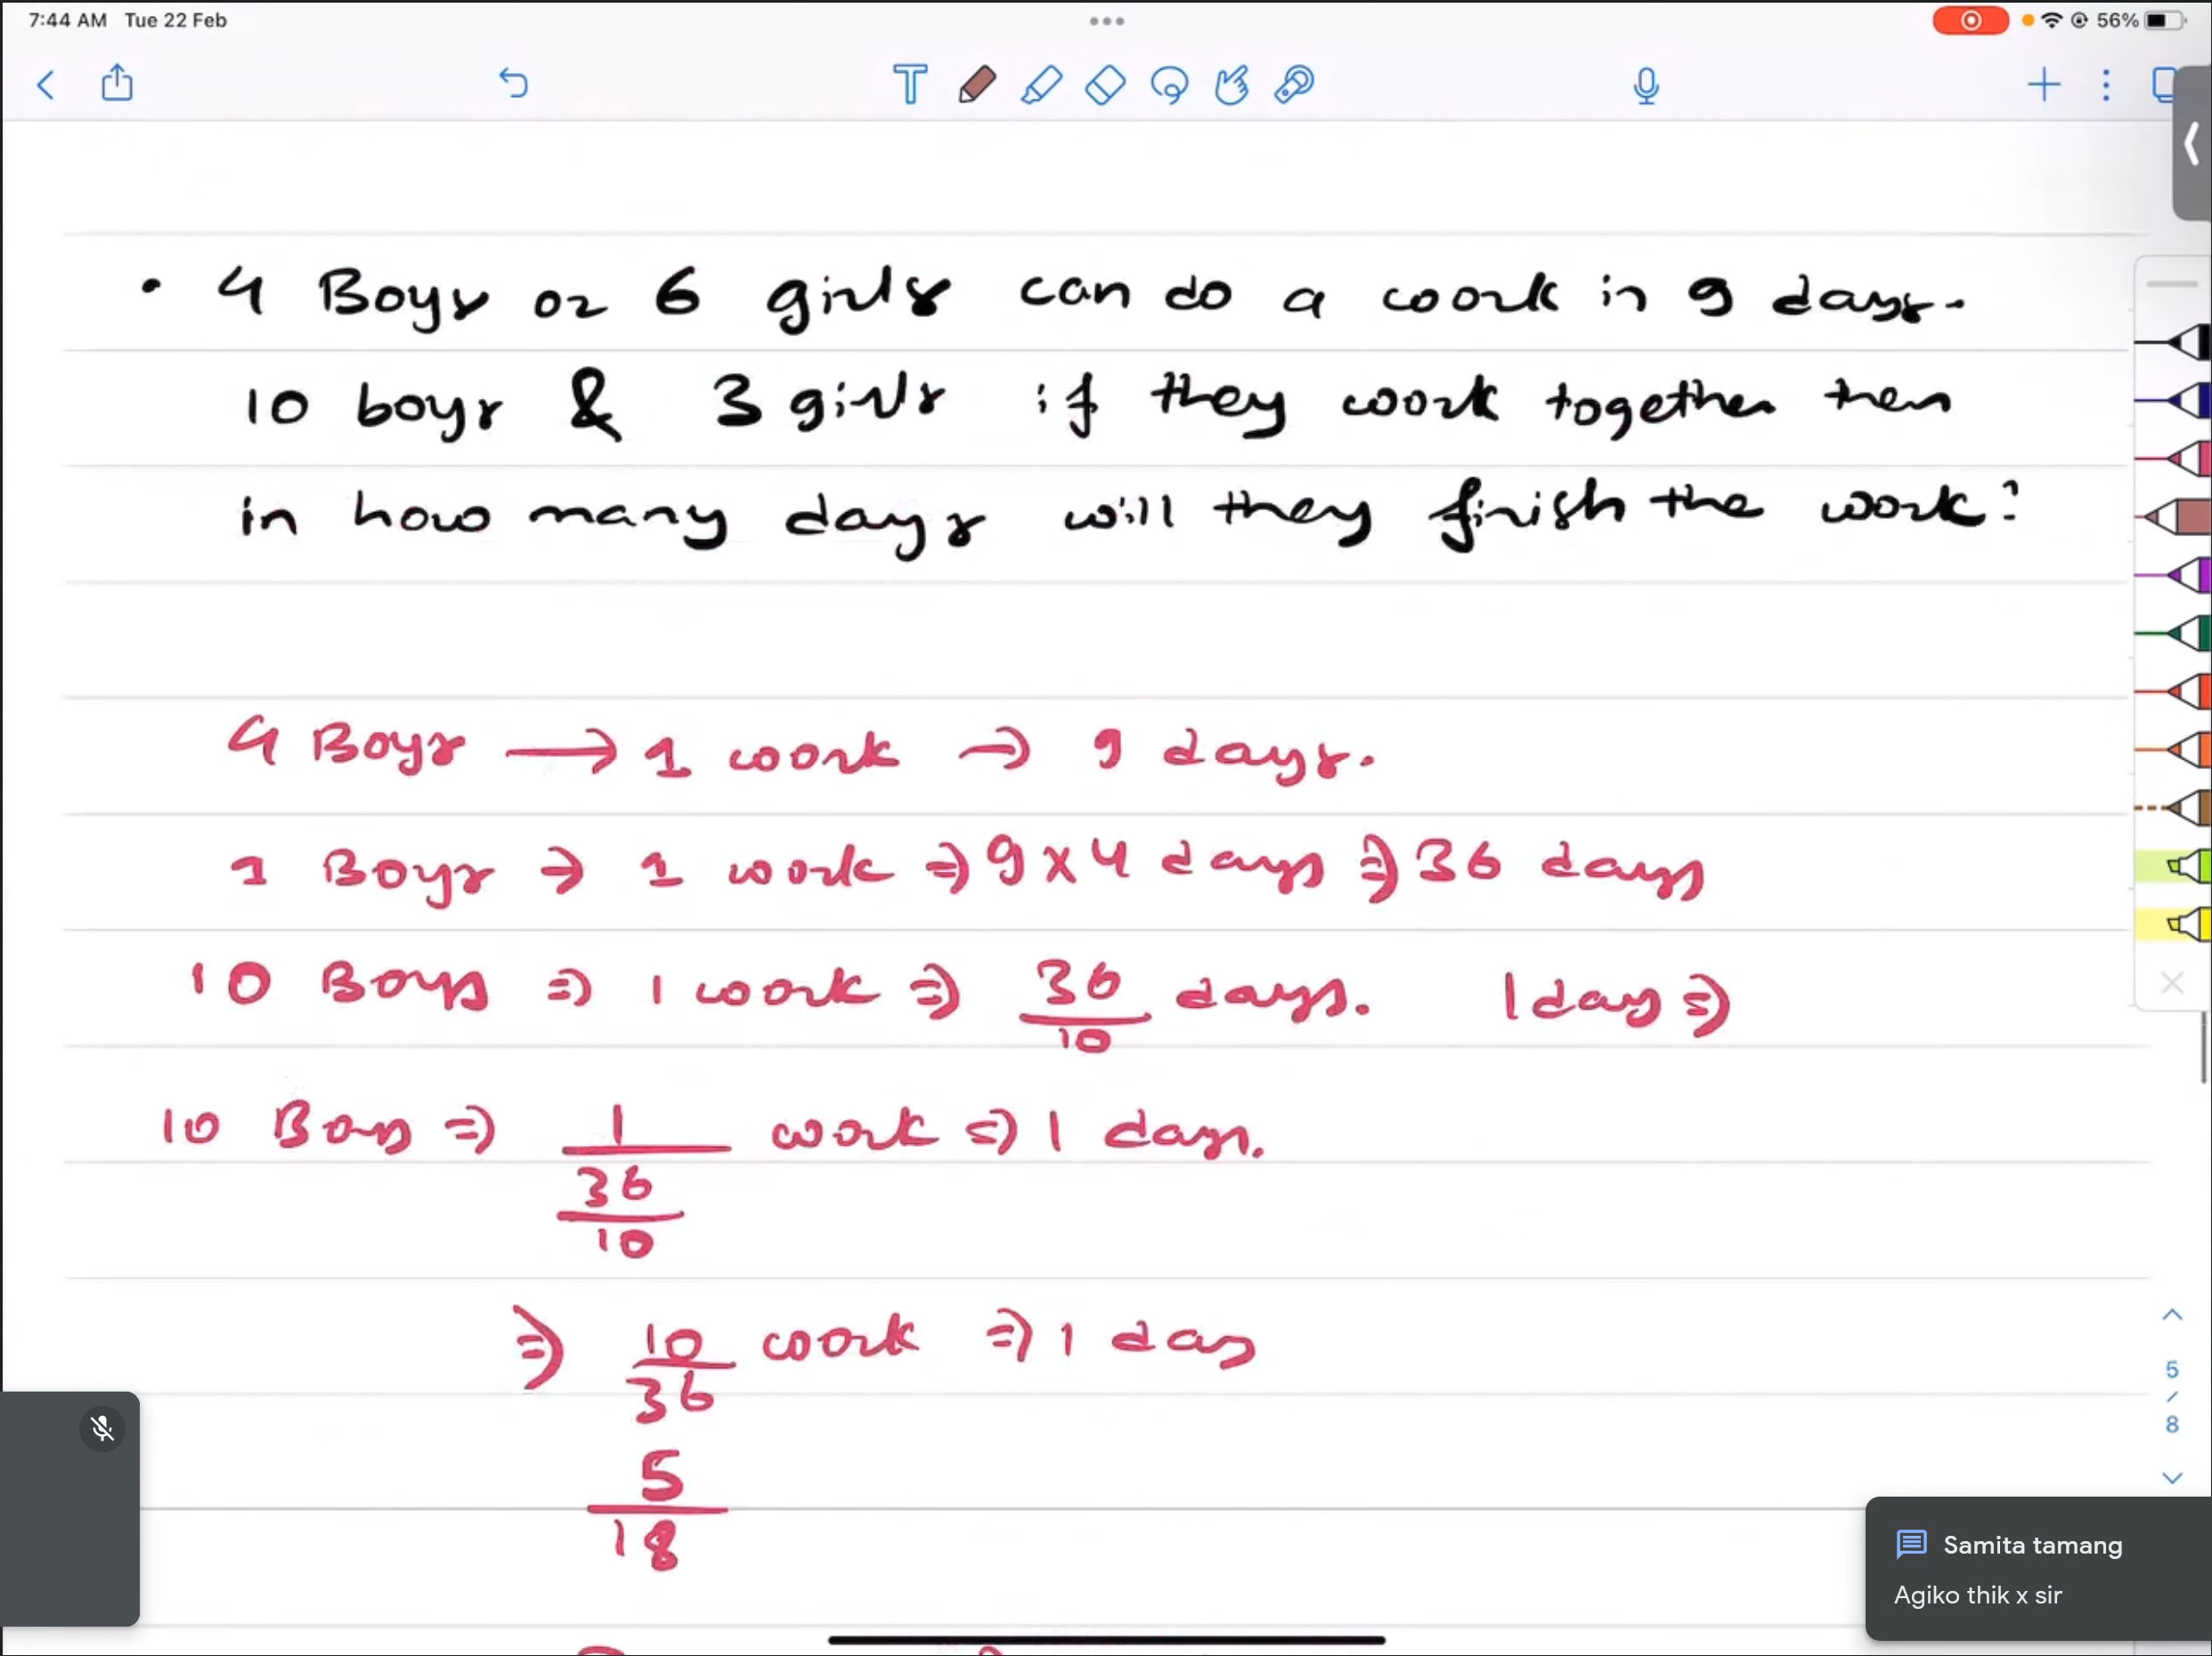 7:44 AM Tue 22 Feb
56%
• 4 Boys or 6 girls can do a work in 9 days.
10 boys & 3 girls if they work together then
in how many days will they finish the work?
4 Boys → 1 work → 9 days.
1 Boys → 1 work ⇒ 9 x 4 days ⇒ 36 days
10 Boys ⇒ 1 work ⇒ 36/10 days. 1 day ⇒
10 Boys ⇒ 1/(36/10) work ⇒ 1 days.
⇒ 10/36 work ⇒ 1 day
5/18
5 / 8
Samita tamang
Agiko thik x sir